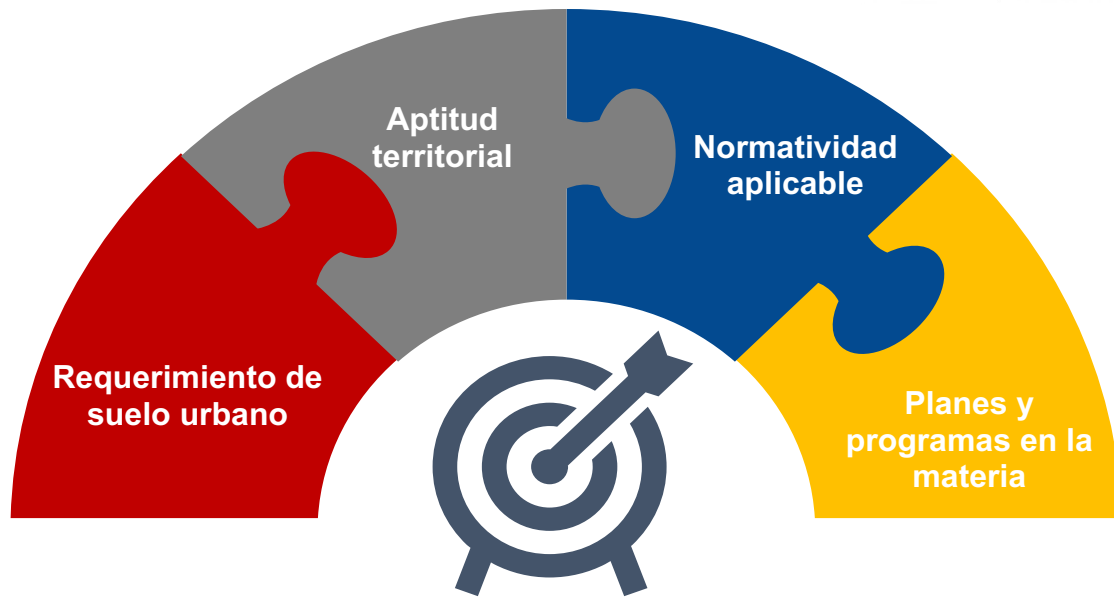 Requerimiento de
suelo urbano
Aptitud
territorial
Normatividad
aplicable
Planes y
programas en la
materia